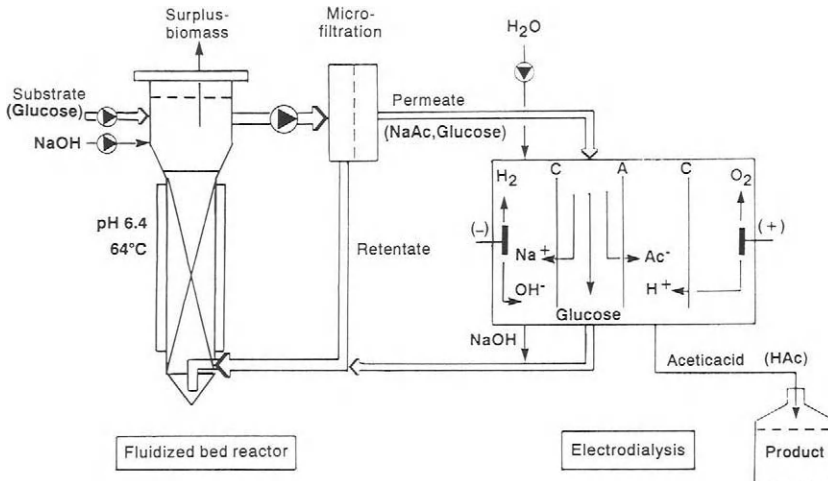 Surplus-
biomass
Micro-
filtration
H₂O
Substrate
(Glucose)
NaOH
Permeate
(NaAc,Glucose)
H₂
C
A
C
O₂
pH 6.4
64°C
Retentate
(-)
(+)
Na⁺
Ac⁻
OH⁻
H⁺
Glucose
NaOH
Aceticacid (HAc)
Product
Fluidized bed reactor
Electrodialysis